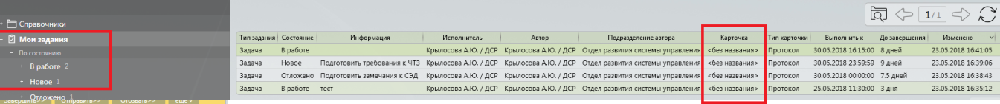 Справочники
Мои задания
По состоянию
В работе 2
Новое 1
Отложено 1
Завершить>> Отправить>> Отозвать>> еще
1/1
Тип задания Состояние Информация Исполнитель Автор Подразделение автора Карточка Тип карточки Выполнить к До завершения Изменено
Задача В работе Крылосова А.Ю. / ДСР Крылосова А.Ю. / ДСР Отдел развития системы управления <без названия> Протокол 30.05.2018 16:15:00 8 дней 23.05.2018 16:41:05
Задача Новое Подготовить требования к ЧТЗ Крылосова А.Ю. / ДСР Крылосова А.Ю. / ДСР Отдел развития системы управления <без названия> Протокол 30.05.2018 23:59:59 9 дней 23.05.2018 16:39:06
Задача Отложено Подготовить замечания к СЭД Крылосова А.Ю. / ДСР Крылосова А.Ю. / ДСР Отдел развития системы управления <без названия> Протокол 30.05.2018 00:00:00 7.5 дней 23.05.2018 16:38:43
Задача В работе тест Крылосова А.Ю. / ДСР Крылосова А.Ю. / ДСР Отдел развития системы управления <без названия> Протокол 25.05.2018 11:30:00 3 дня 23.05.2018 16:35:12